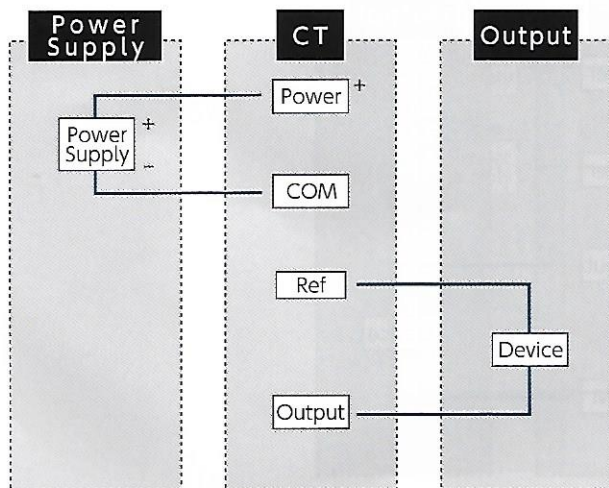 Power
Supply
CT
Output
Power +
Power
Supply
+
−
COM
Ref
Device
Output